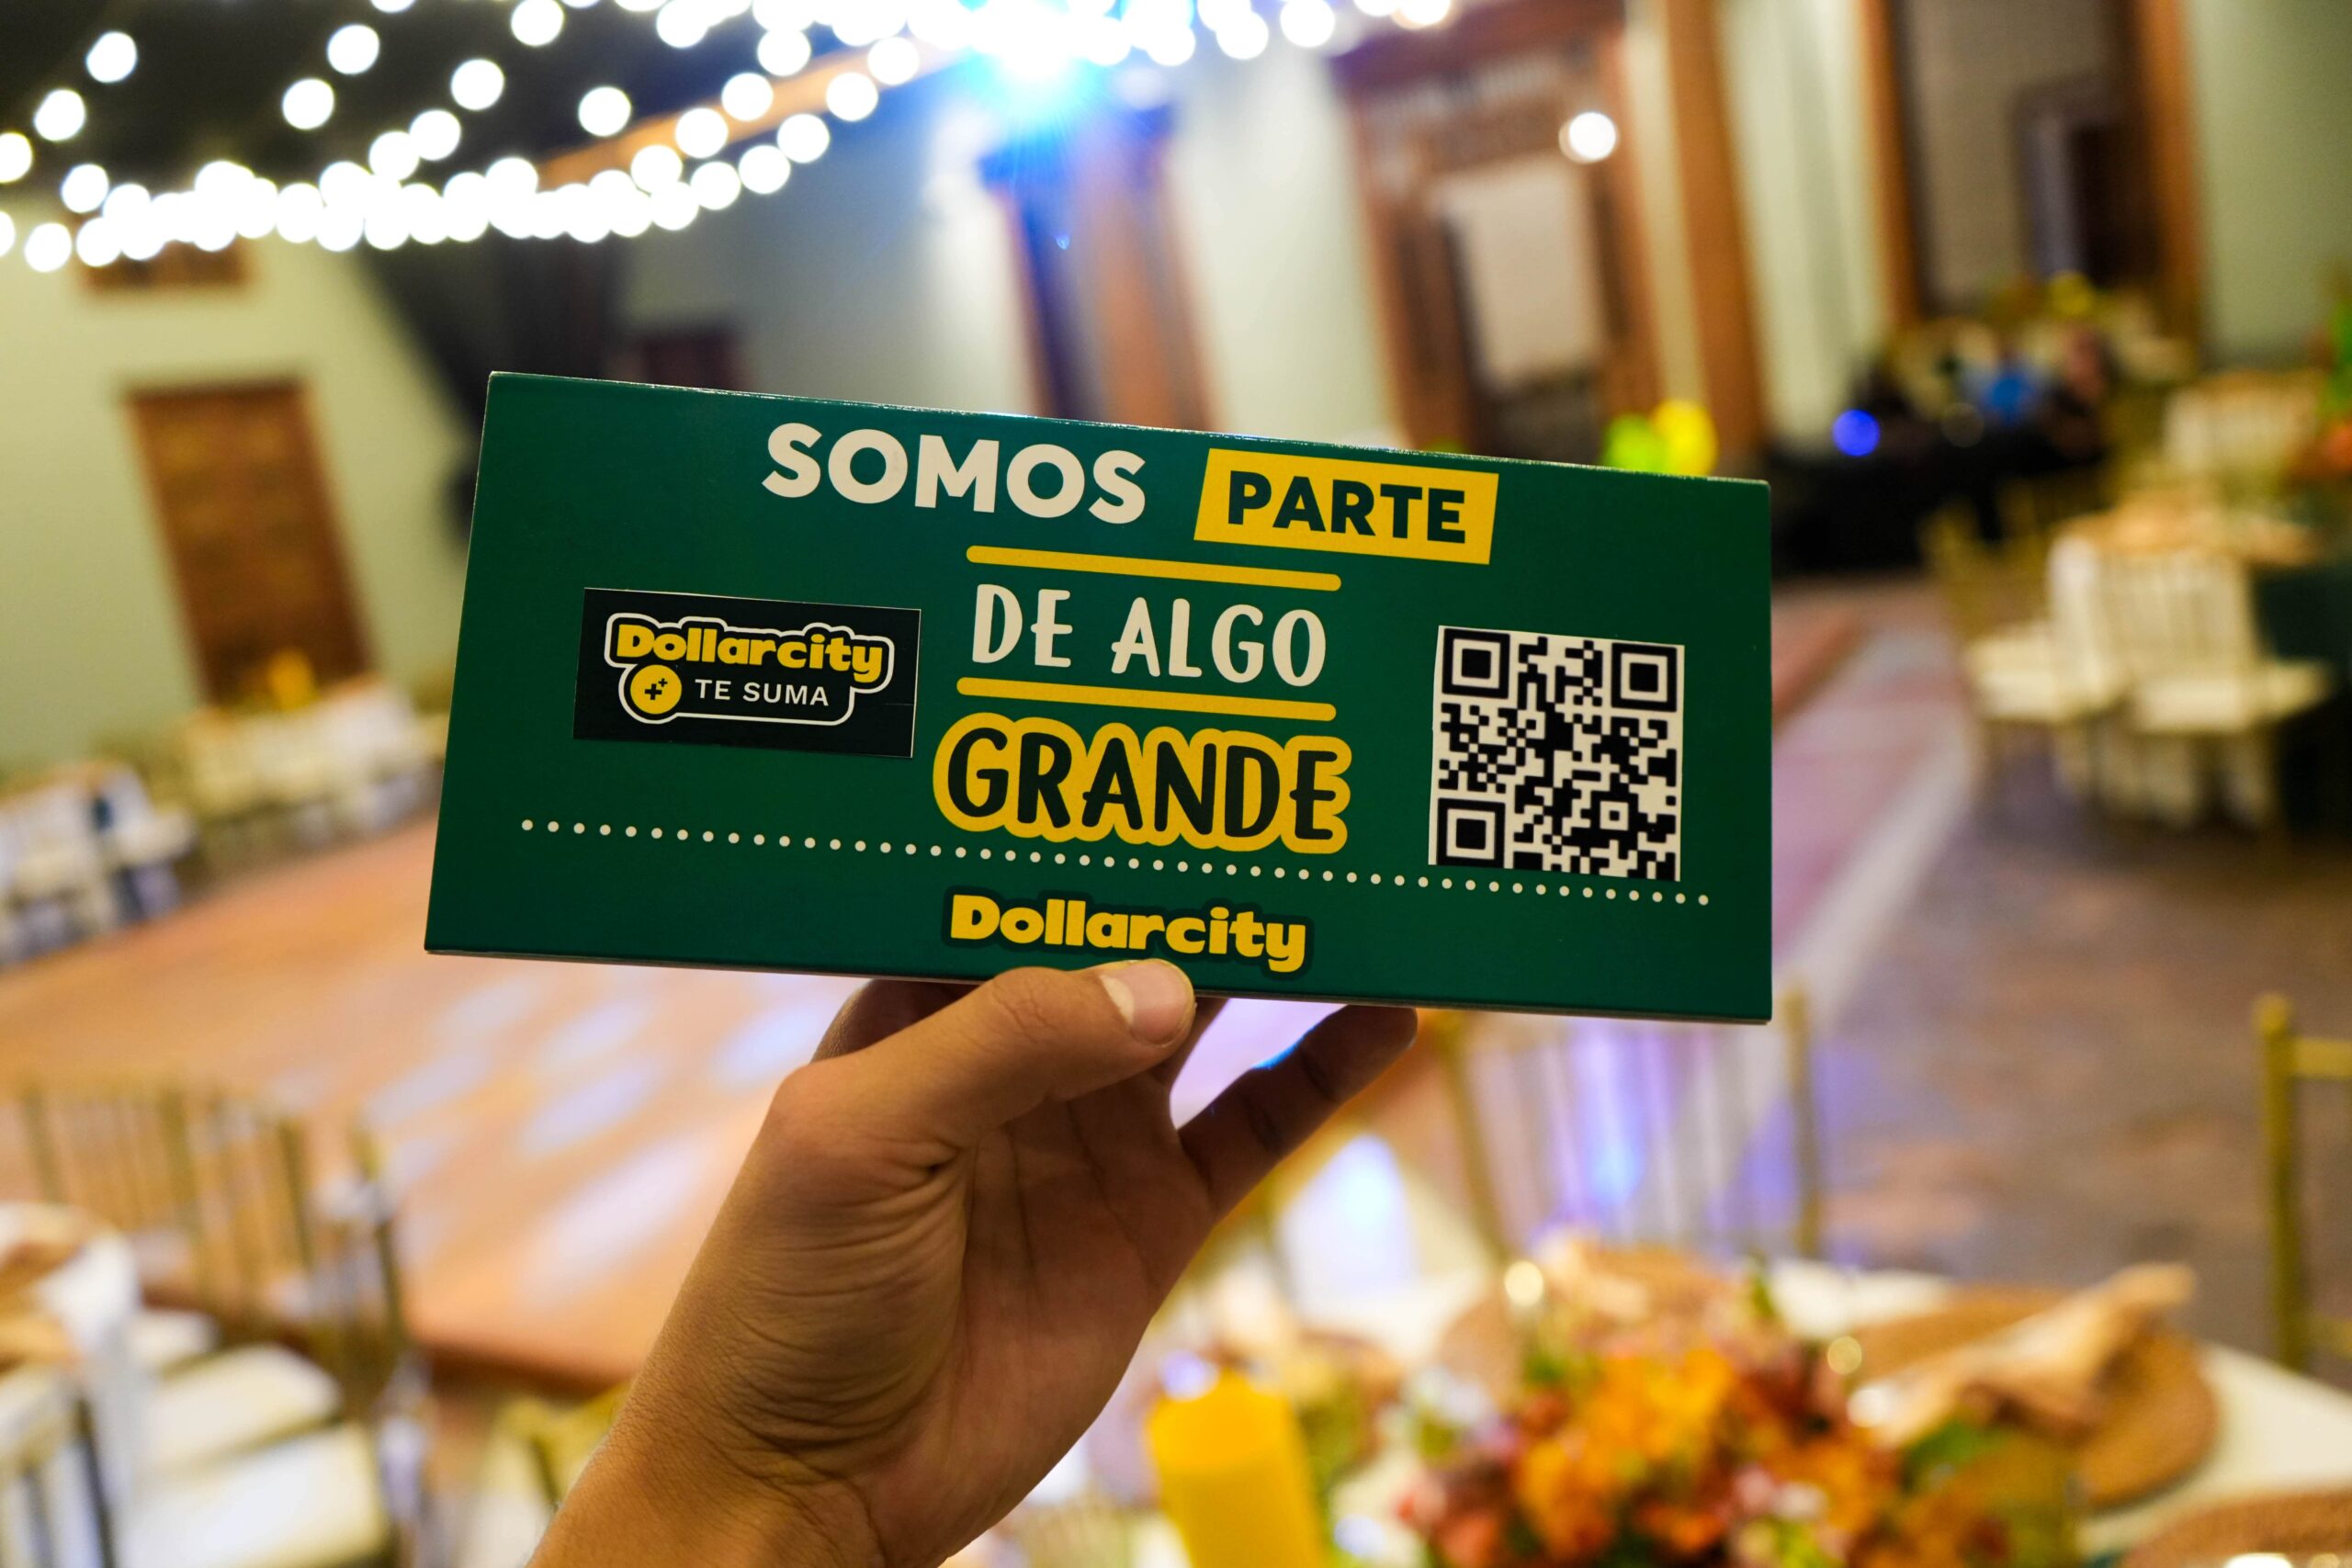 SOMOS PARTE
DE ALGO
GRANDE
Dollarcity
TE SUMA
Dollarcity